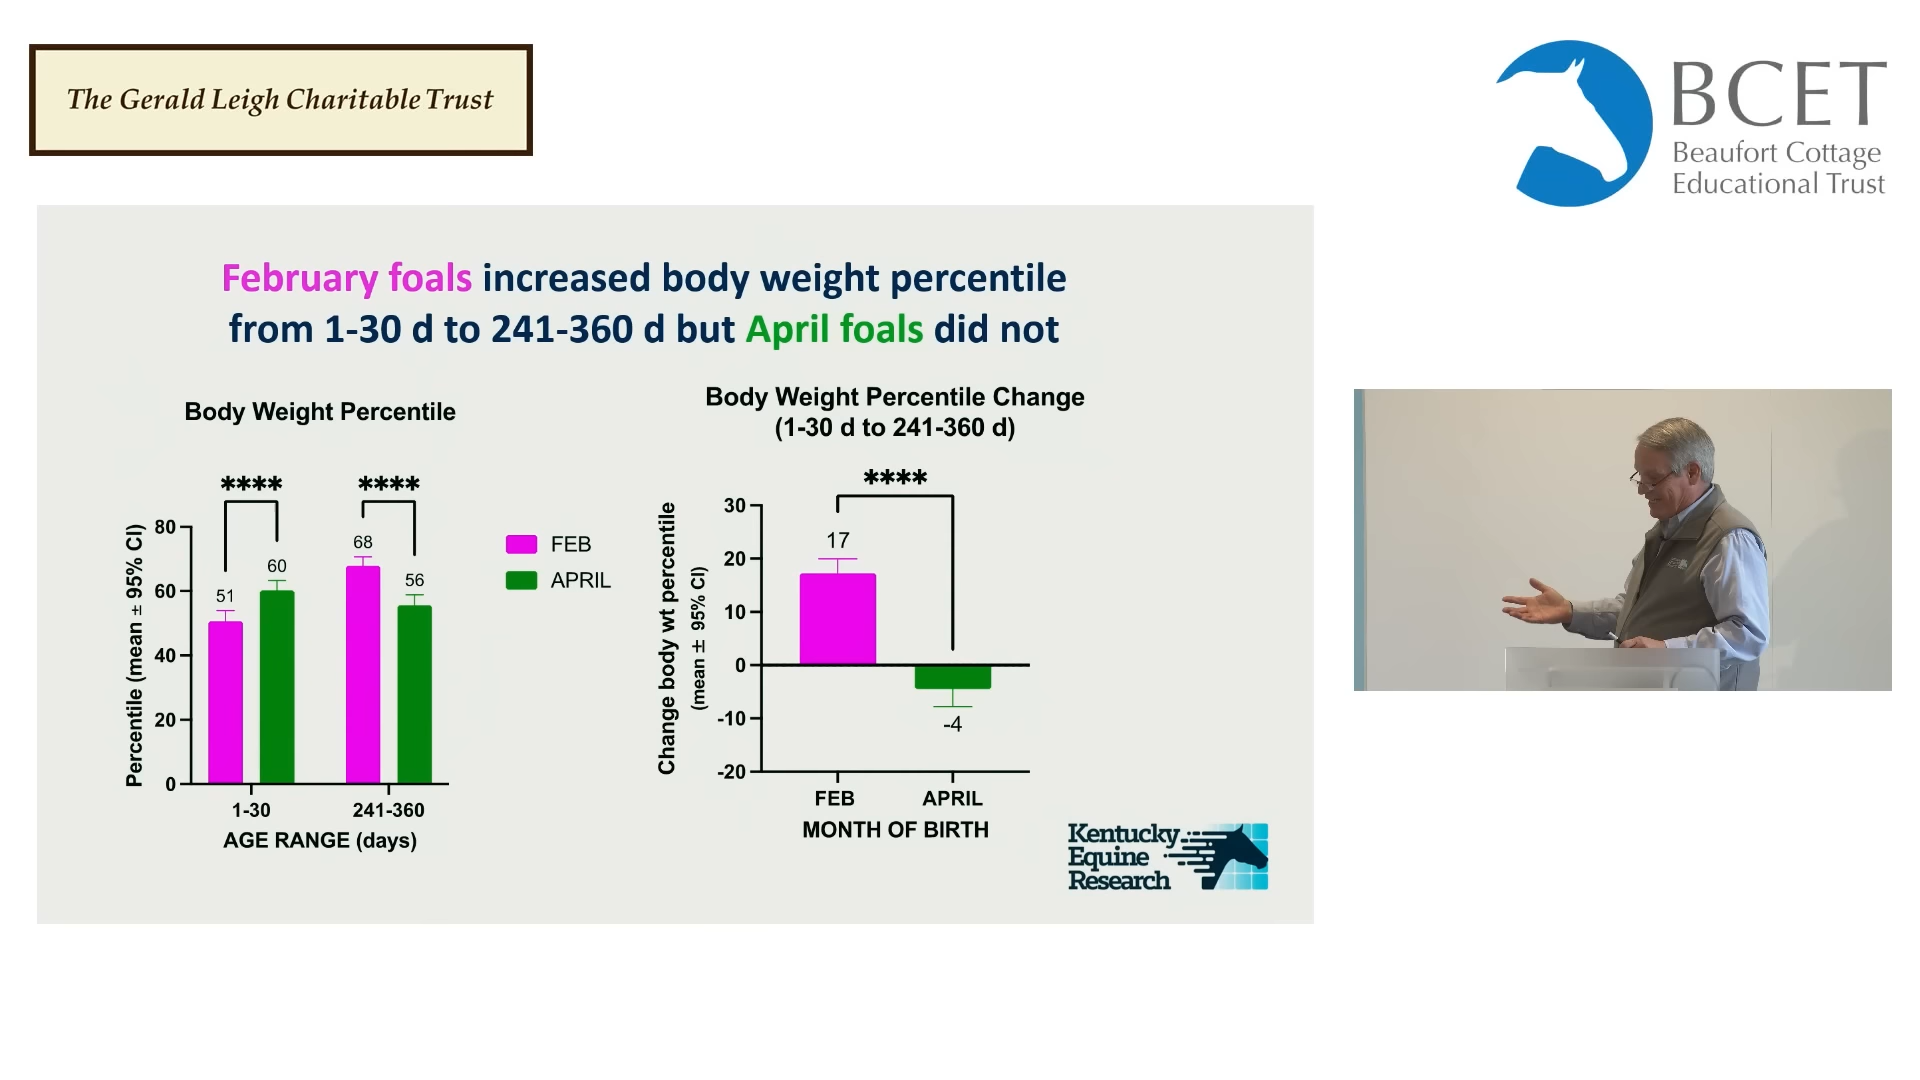 The Gerald Leigh Charitable Trust
BCET
Beaufort Cottage
Educational Trust
February foals increased body weight percentile
from 1-30 d to 241-360 d but April foals did not
Body Weight Percentile
**** ****
Percentile (mean ± 95% CI)
80
60
40
20
0
51
60
68
56
1-30 241-360
AGE RANGE (days)
FEB
APRIL
Body Weight Percentile Change
(1-30 d to 241-360 d)
****
Change body wt percentile
(mean ± 95% CI)
30
20
10
0
-10
-20
17
-4
FEB APRIL
MONTH OF BIRTH
Kentucky
Equine
Research